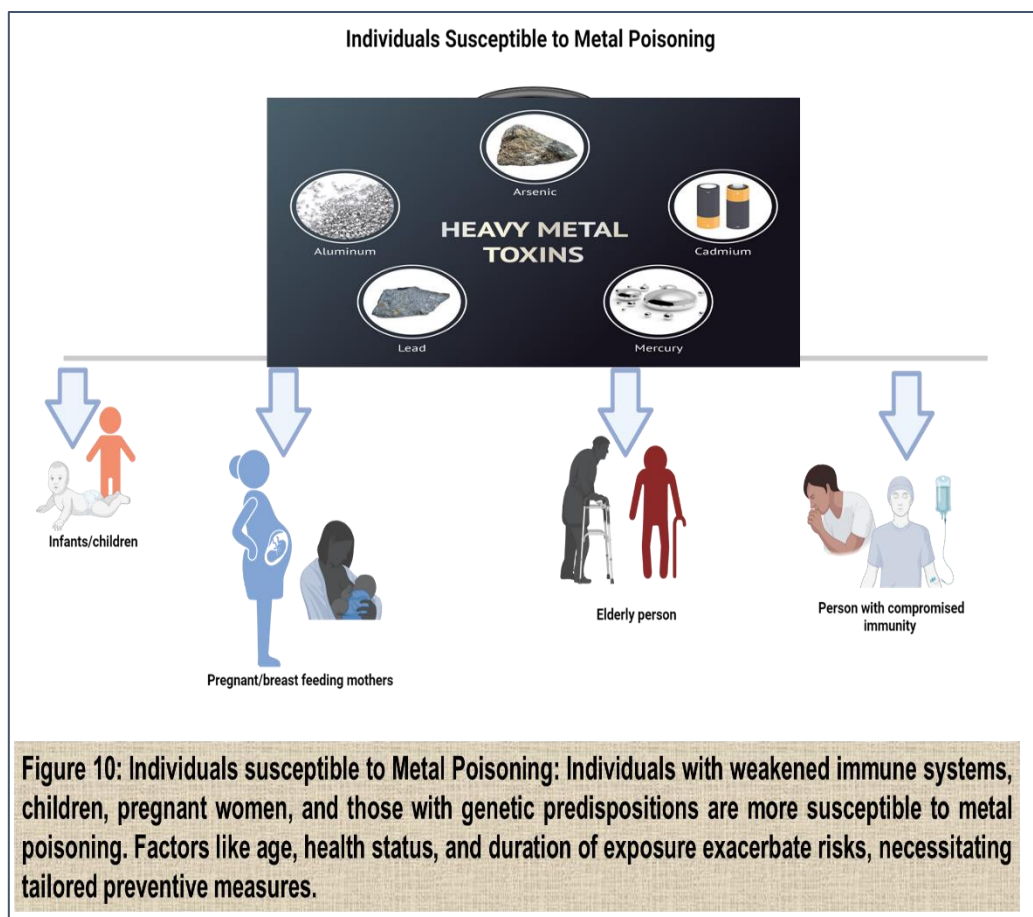 Individuals Susceptible to Metal Poisoning
Arsenic
Aluminum
Cadmium
HEAVY METAL
TOXINS
Lead
Mercury
Infants/children
Pregnant/breast feeding mothers
Elderly person
Person with compromised
immunity
Figure 10: Individuals susceptible to Metal Poisoning: Individuals with weakened immune systems,
children, pregnant women, and those with genetic predispositions are more susceptible to metal
poisoning. Factors like age, health status, and duration of exposure exacerbate risks, necessitating
tailored preventive measures.